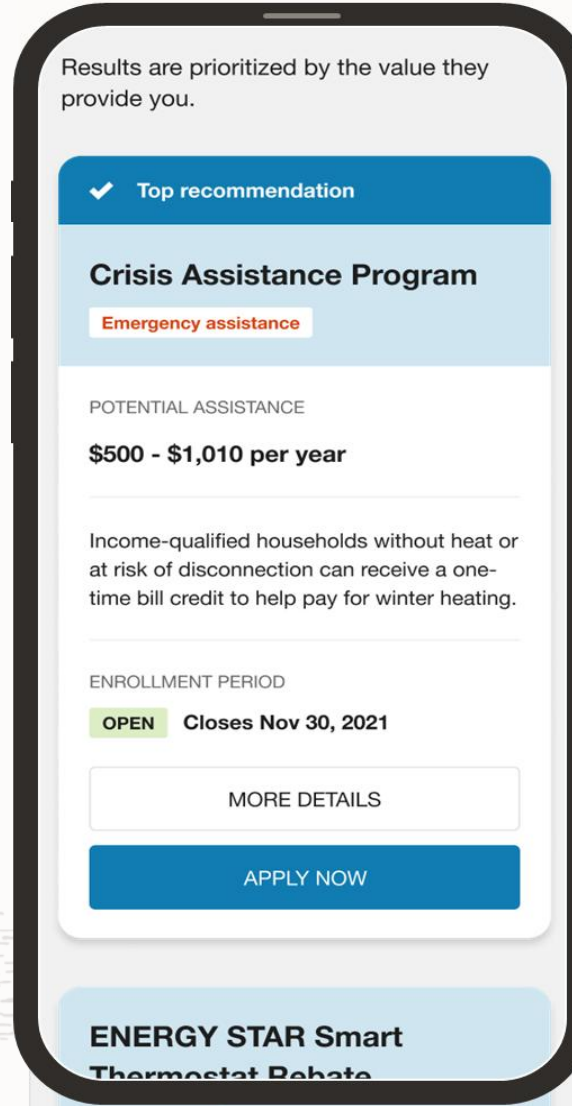 Results are prioritized by the value they
provide you.
Top recommendation
Crisis Assistance Program
Emergency assistance
POTENTIAL ASSISTANCE
$500 - $1,010 per year
Income-qualified households without heat or
at risk of disconnection can receive a one-
time bill credit to help pay for winter heating.
ENROLLMENT PERIOD
OPEN Closes Nov 30, 2021
MORE DETAILS
APPLY NOW
ENERGY STAR Smart
Thermostat Rebate